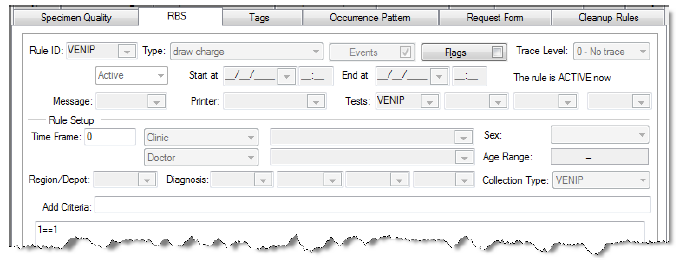 Specimen Quality RBS Tags Occurrence Pattern Request Form Cleanup Rules
Rule ID: VENIP Type: draw charge Events Flags Trace Level: 0 - No trace
Active Start at __/__/____ __:__ End at __/__/____ __:__ The rule is ACTIVE now
Message: Printer: Tests: VENIP
Rule Setup
Time Frame: 0 Clinic Sex:
Doctor Age Range: –
Region/Depot: Diagnosis: Collection Type: VENIP
Add Criteria:
1==1